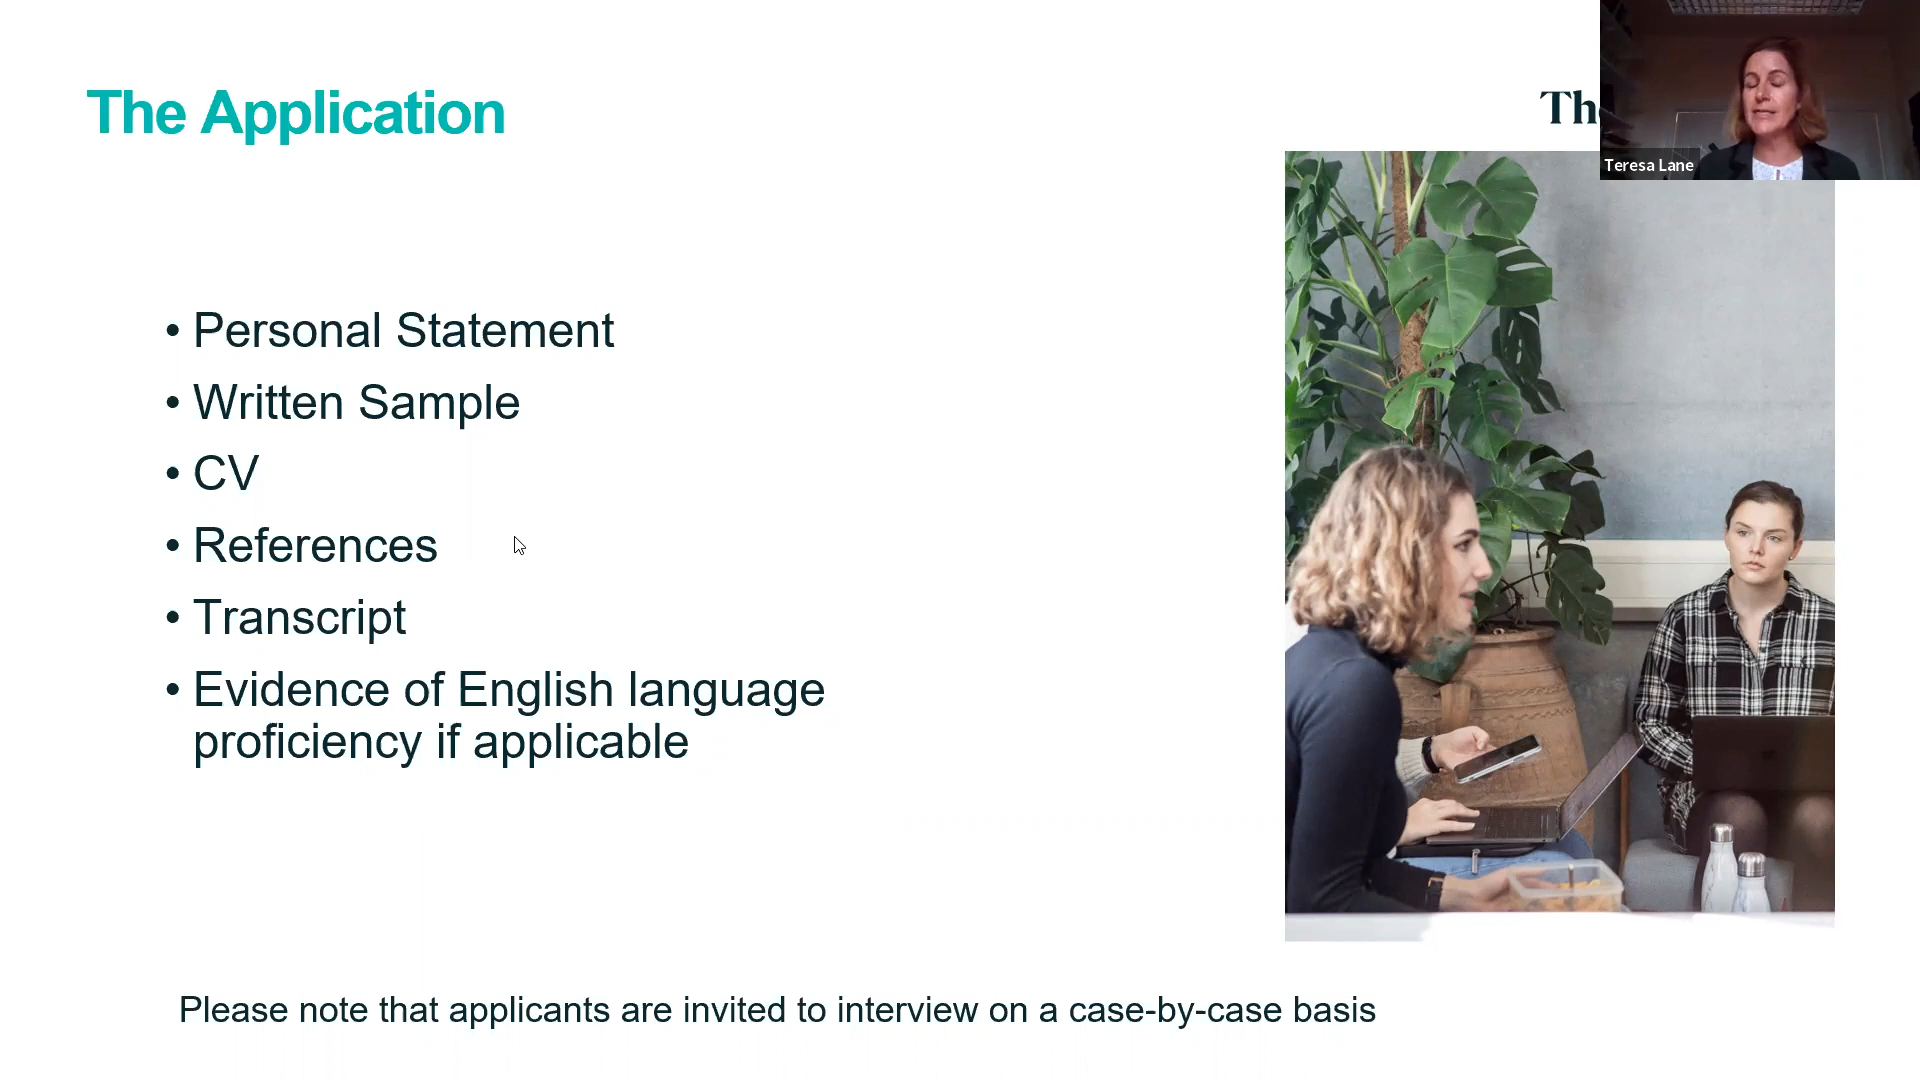 The Application
Th
Teresa Lane
• Personal Statement
• Written Sample
• CV
• References
• Transcript
• Evidence of English language
proficiency if applicable
Please note that applicants are invited to interview on a case-by-case basis